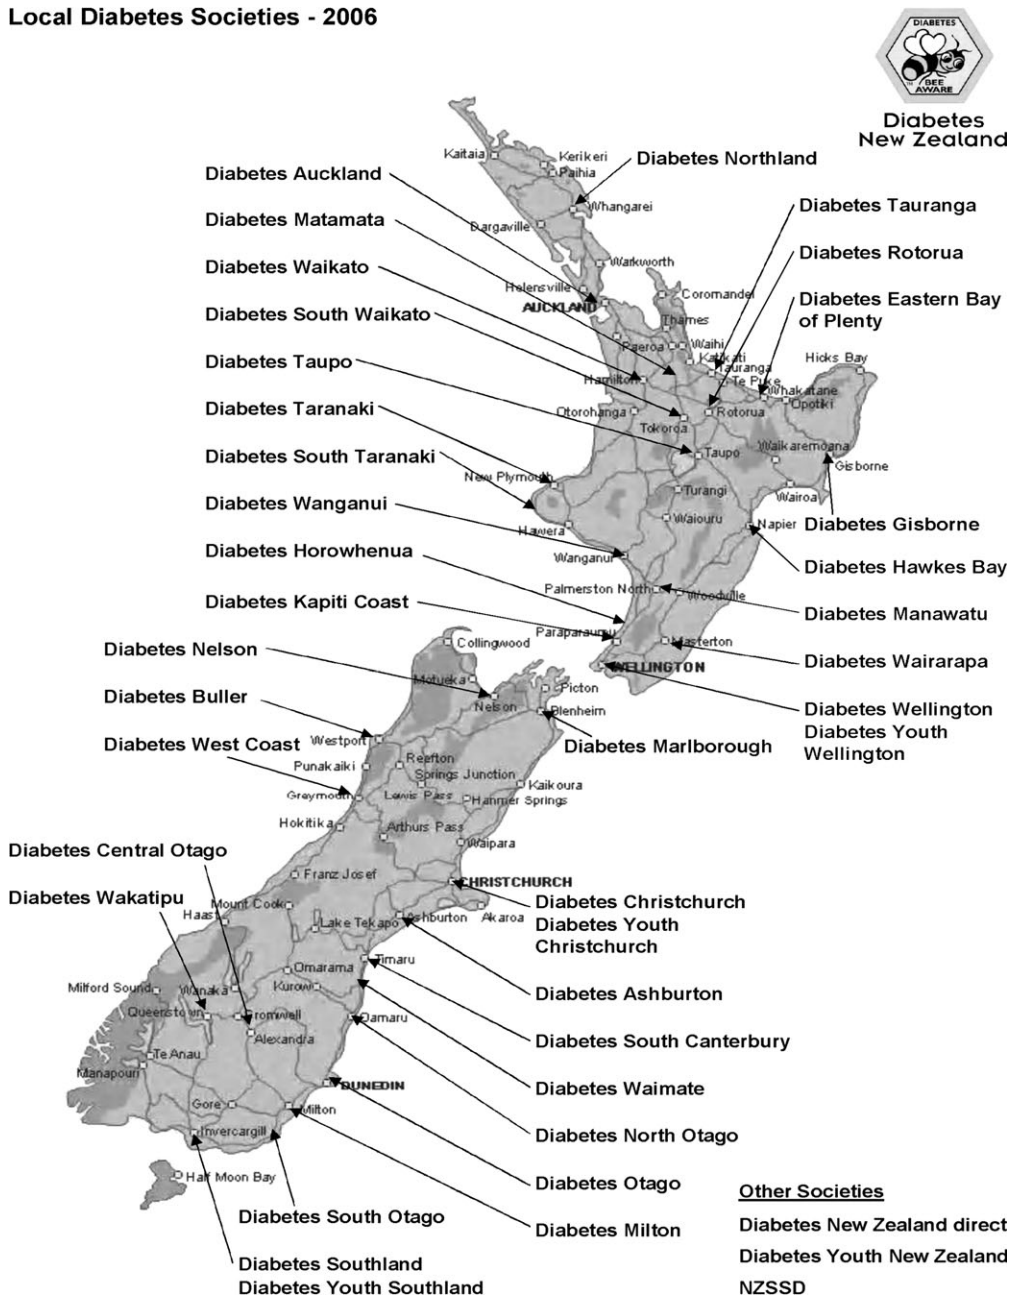 Local Diabetes Societies - 2006
DIABETES
BEE
AWARE
Diabetes
New Zealand
Kaitaia
Kerikeri
Paihia
Diabetes Northland
Diabetes Auckland
Whangarei
Diabetes Tauranga
Diabetes Matamata
Dargaville
Diabetes Rotorua
Diabetes Waikato
Warkworth
Helensville
Coromandel
Diabetes Eastern Bay
of Plenty
AUCKLAND
Diabetes South Waikato
Thames
Paeroa
Waihi
Katikati
Hicks Bay
Diabetes Taupo
Tauranga
Te Puke
Hamilton
Whakatane
Opotiki
Diabetes Taranaki
Otorohanga
Rotorua
Tokoroa
Waikaremoana
Diabetes South Taranaki
Taupo
Gisborne
New Plymouth
Turangi
Wairoa
Diabetes Wanganui
Waiouru
Napier
Diabetes Gisborne
Hawera
Diabetes Horowhenua
Wanganui
Diabetes Hawkes Bay
Palmerston North
Woodville
Diabetes Kapiti Coast
Diabetes Manawatu
Paraparaumu
Masterton
Collingwood
Diabetes Nelson
Diabetes Wairarapa
WELLINGTON
Motueka
Picton
Diabetes Buller
Nelson
Blenheim
Diabetes Wellington
Diabetes Youth
Wellington
Diabetes West Coast
Westport
Diabetes Marlborough
Reefton
Punakaiki
Springs Junction
Kaikoura
Greymouth
Lewis Pass
Hanmer Springs
Hokitika
Arthurs Pass
Waipara
Diabetes Central Otago
Franz Josef
CHRISTCHURCH
Diabetes Wakatipu
Mount Cook
Diabetes Christchurch
Diabetes Youth
Christchurch
Haast
Lake Tekapo
Ashburton
Akaroa
Timaru
Omarama
Milford Sound
Wanaka
Kurow
Diabetes Ashburton
Queenstown
Cromwell
Oamaru
Alexandra
Diabetes South Canterbury
Te Anau
Manapouri
DUNEDIN
Diabetes Waimate
Gore
Milton
Invercargill
Diabetes North Otago
Half Moon Bay
Diabetes Otago
Diabetes South Otago
Diabetes Milton
Diabetes Southland
Diabetes Youth Southland
Other Societies
Diabetes New Zealand direct
Diabetes Youth New Zealand
NZSSD